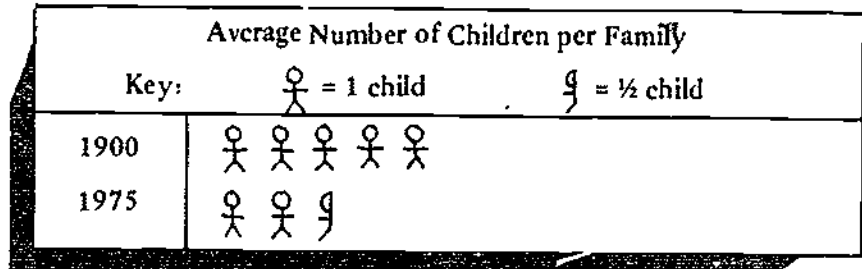 Average Number of Children per Family
Key: = 1 child = ½ child
1900
1975